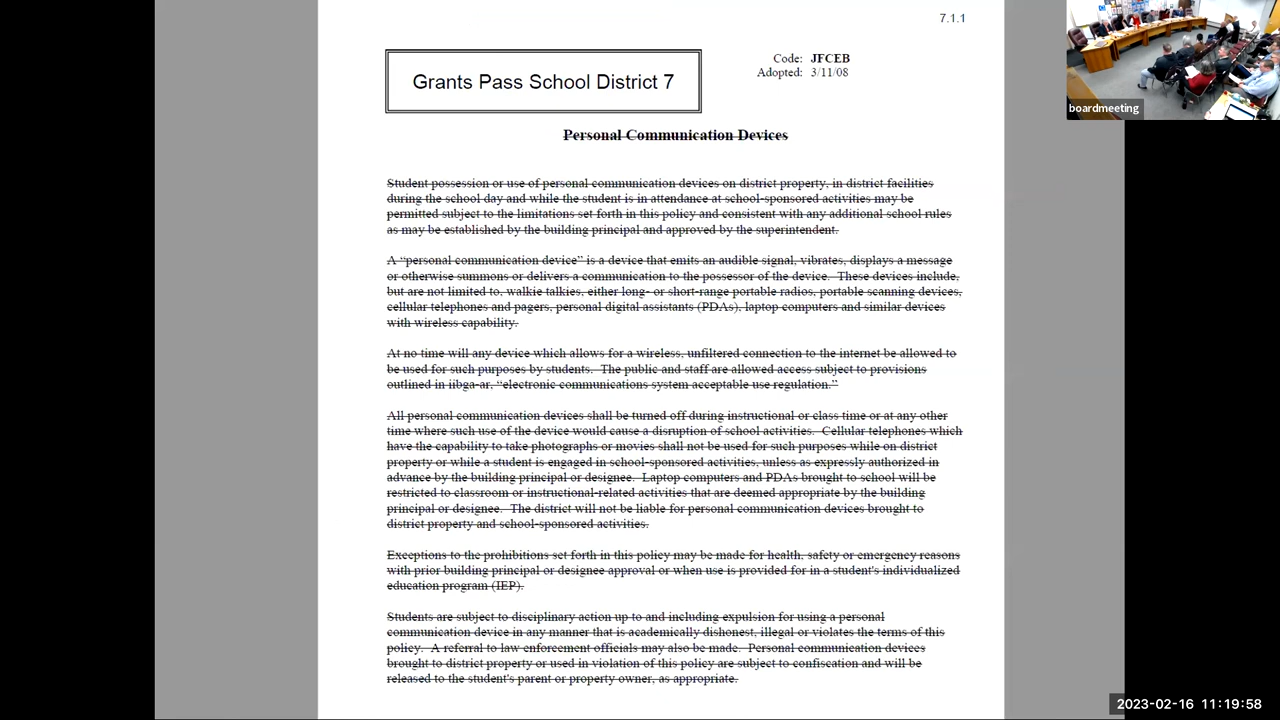 7.1.1
Grants Pass School District 7
Code: JFCEB
Adopted: 3/11/08
boardmeeting
Personal Communication Devices
Student possession or use of personal communication devices on district property, in district facilities
during the school day and while the student is in attendance at school-sponsored activities may be
permitted subject to the limitations set forth in this policy and consistent with any additional school rules
as may be established by the building principal and approved by the superintendent.
A “personal communication device” is a device that emits an audible signal, vibrates, displays a message
or otherwise summons or delivers a communication to the possessor of the device. These devices include,
but are not limited to, walkie talkies, either long- or short-range portable radios, portable scanning devices,
cellular telephones and pagers, personal digital assistants (PDAs), laptop computers and similar devices
with wireless capability.
At no time will any device which allows for a wireless, unfiltered connection to the internet be allowed to
be used for such purposes by students. The public and staff are allowed access subject to provisions
outlined in iibga-ar, “electronic communications system acceptable use regulation.”
All personal communication devices shall be turned off during instructional or class time or at any other
time where such use of the device would cause a disruption of school activities. Cellular telephones which
have the capability to take photographs or movies shall not be used for such purposes while on district
property or while a student is engaged in school-sponsored activities, unless as expressly authorized in
advance by the building principal or designee. Laptop computers and PDAs brought to school will be
restricted to classroom or instructional-related activities that are deemed appropriate by the building
principal or designee. The district will not be liable for personal communication devices brought to
district property and school-sponsored activities.
Exceptions to the prohibitions set forth in this policy may be made for health, safety or emergency reasons
with prior building principal or designee approval or when use is provided for in a student's individualized
education program (IEP).
Students are subject to disciplinary action up to and including expulsion for using a personal
communication device in any manner that is academically dishonest, illegal or violates the terms of this
policy. A referral to law enforcement officials may also be made. Personal communication devices
brought to district property or used in violation of this policy are subject to confiscation and will be
released to the student's parent or property owner, as appropriate.
2023-02-16 11:19:58